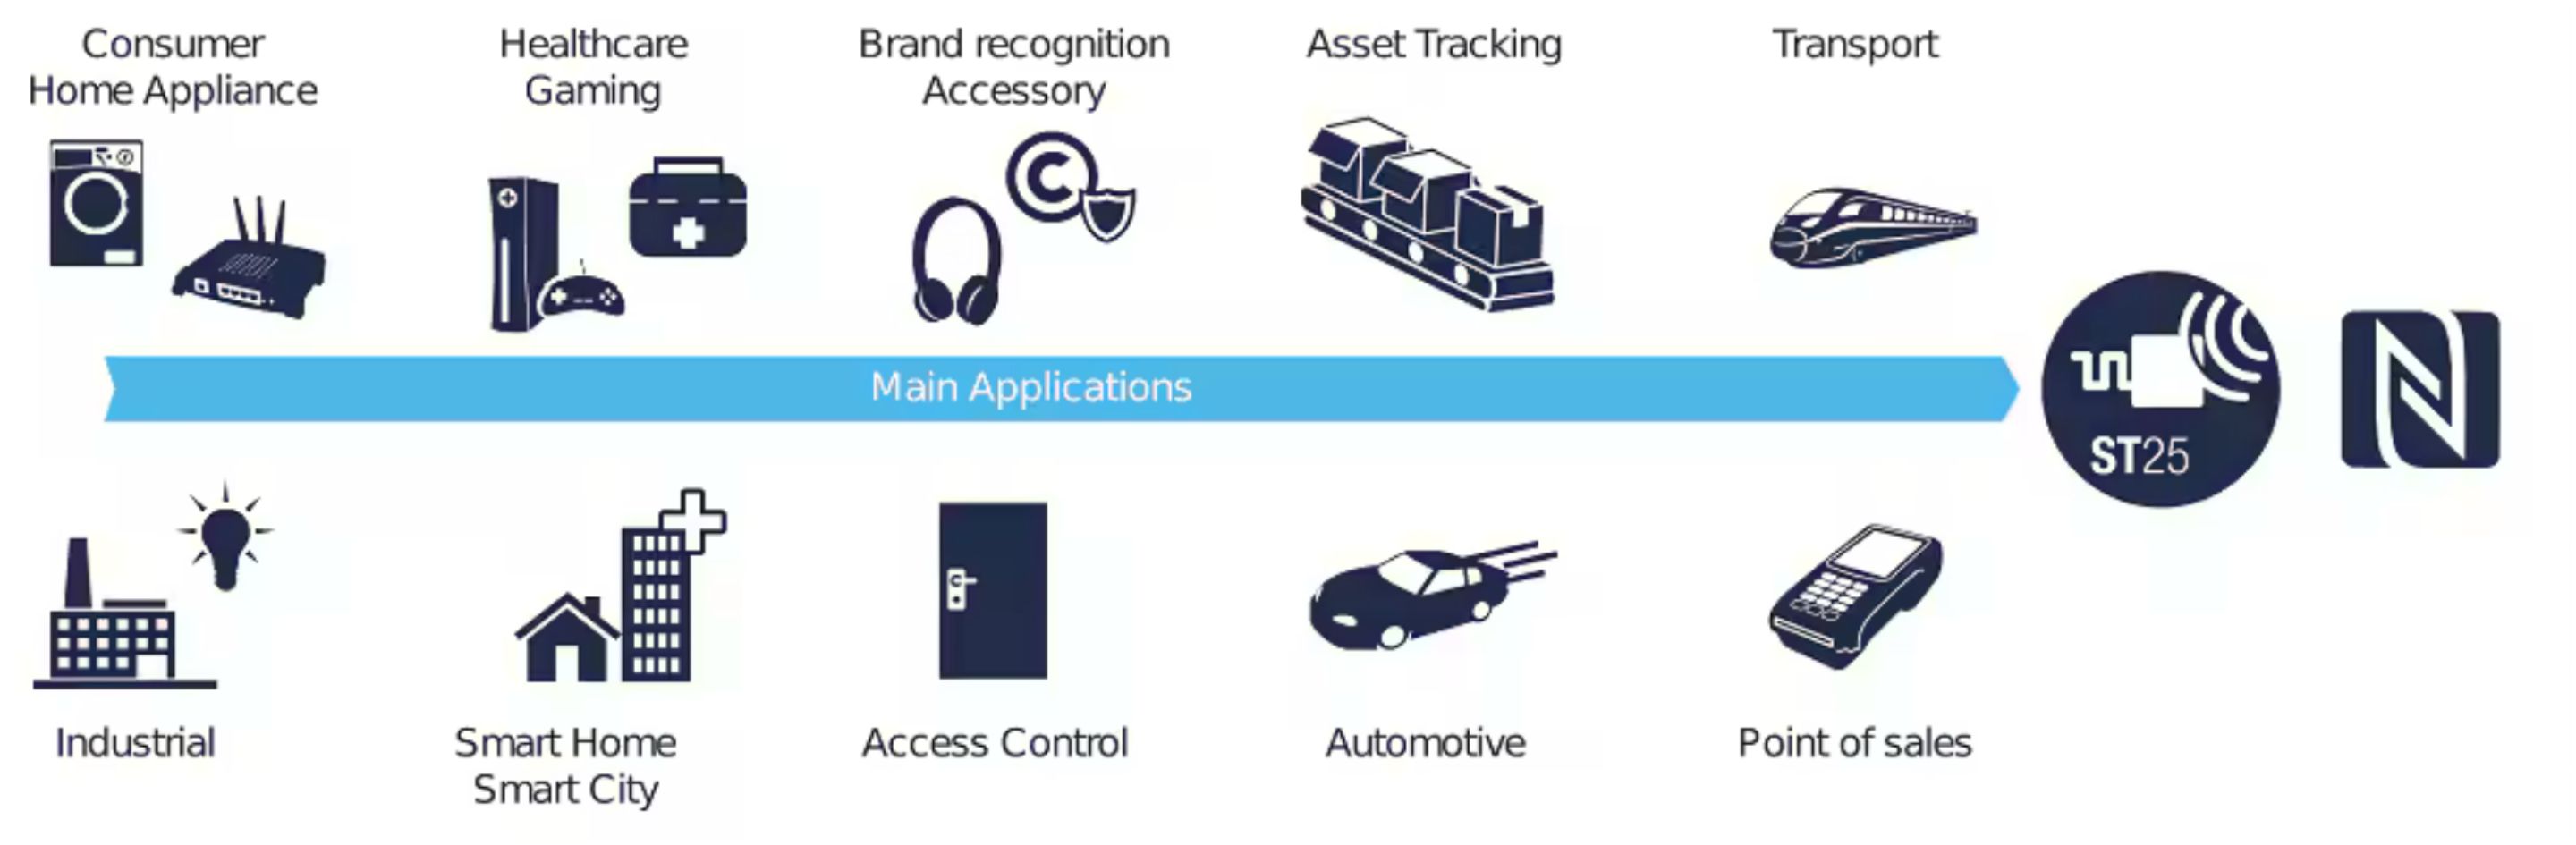 Consumer
Home Appliance
Healthcare
Gaming
Brand recognition
Accessory
Asset Tracking
Transport
Main Applications
ST25
Industrial
Smart Home
Smart City
Access Control
Automotive
Point of sales